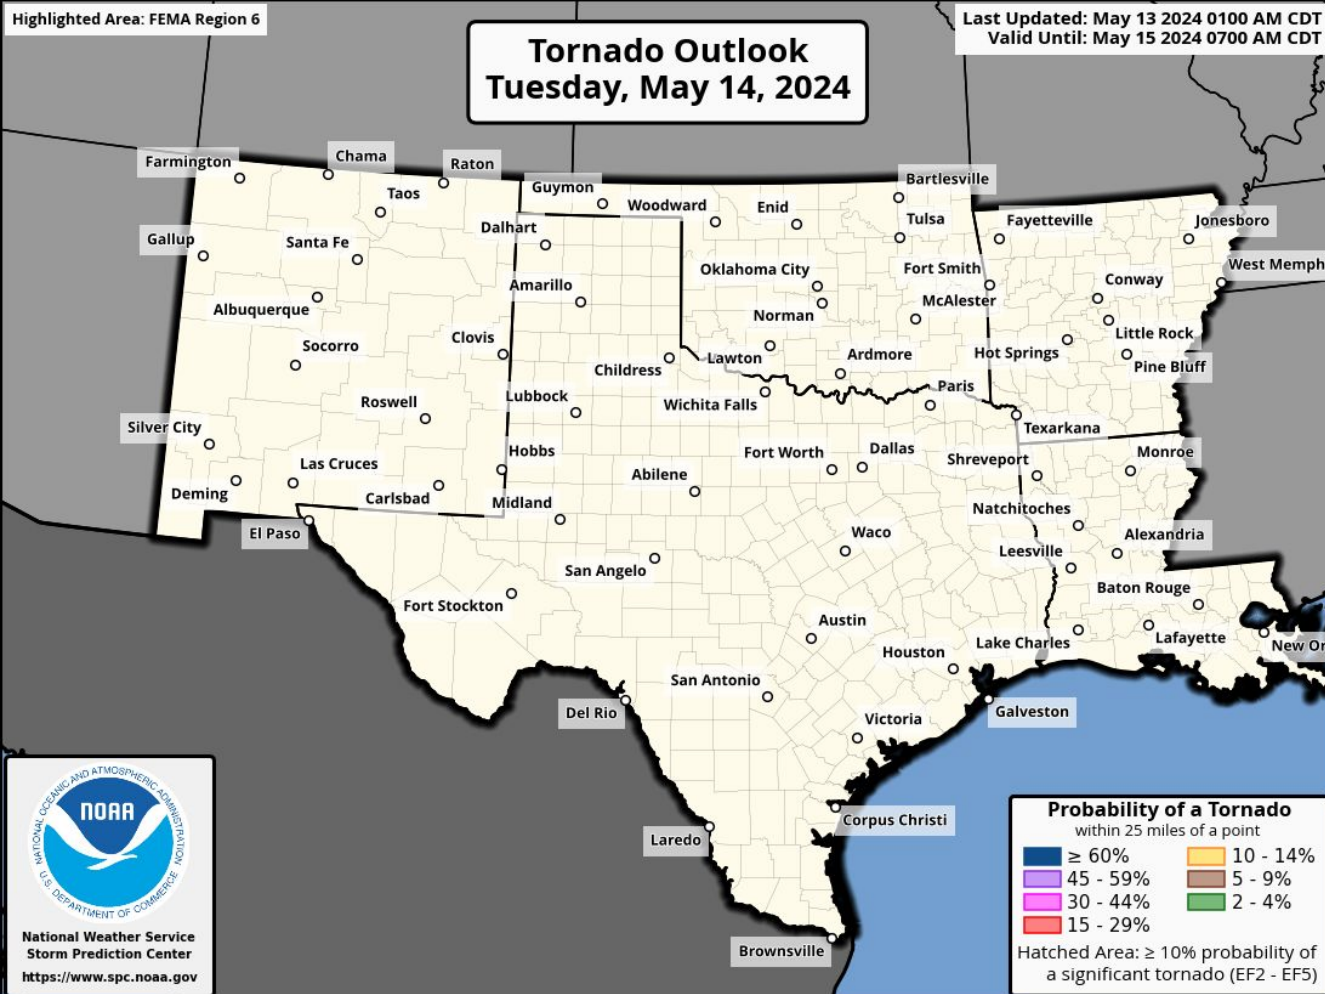 Highlighted Area: FEMA Region 6
Last Updated: May 13 2024 0100 AM CDT
Valid Until: May 15 2024 0700 AM CDT
Tornado Outlook
Tuesday, May 14, 2024
Farmington
Chama
Raton
Taos
Guymon
Woodward
Enid
Bartlesville
Tulsa
Fayetteville
Jonesboro
Gallup
Santa Fe
Dalhart
Oklahoma City
Fort Smith
West Memph
Amarillo
Conway
Albuquerque
Norman
McAlester
Socorro
Clovis
Little Rock
Childress
Lawton
Ardmore
Hot Springs
Pine Bluff
Roswell
Lubbock
Wichita Falls
Paris
Silver City
Texarkana
Las Cruces
Hobbs
Fort Worth
Dallas
Shreveport
Monroe
Deming
Carlsbad
Midland
Abilene
Natchitoches
El Paso
San Angelo
Waco
Leesville
Alexandria
Fort Stockton
Baton Rouge
Austin
Houston
Lake Charles
Lafayette
New Or
San Antonio
Del Rio
Victoria
Galveston
Laredo
Corpus Christi
Brownsville
NATIONAL OCEANIC AND ATMOSPHERIC ADMINISTRATION
NOAA
U.S. DEPARTMENT OF COMMERCE
National Weather Service
Storm Prediction Center
https://www.spc.noaa.gov
Probability of a Tornado
within 25 miles of a point
≥ 60%
10 - 14%
45 - 59%
5 - 9%
30 - 44%
2 - 4%
15 - 29%
Hatched Area: ≥ 10% probability of
a significant tornado (EF2 - EF5)